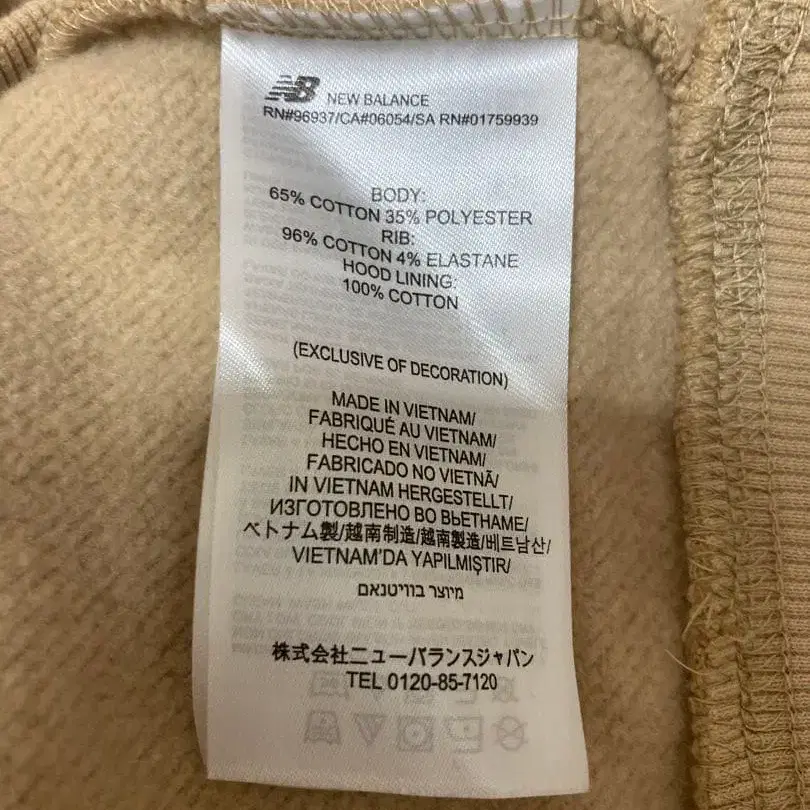 NB NEW BALANCE
RN#96937/CA#06054/SA RN#01759939
BODY:
65% COTTON 35% POLYESTER
RIB:
96% COTTON 4% ELASTANE
HOOD LINING:
100% COTTON
(EXCLUSIVE OF DECORATION)
MADE IN VIETNAM/
FABRIQUÉ AU VIETNAM/
HECHO EN VIETNAM/
FABRICADO NO VIETNÃ/
IN VIETNAM HERGESTELLT/
ИЗГОТОВЛЕНО ВО ВЬЕТНАМЕ/
ベトナム製/越南制造/越南製造/베트남산/
VIETNAM'DA YAPILMIŞTIR/
מיוצר בוויטנאם
株式会社ニューバランスジャパン
TEL 0120-85-7120